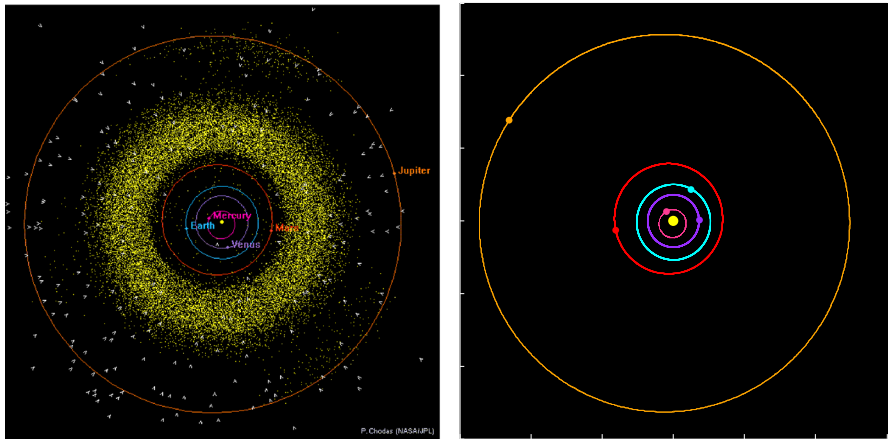 Jupiter
Mercury
Earth
Mars
Venus
P. Chodas (NASA/JPL)